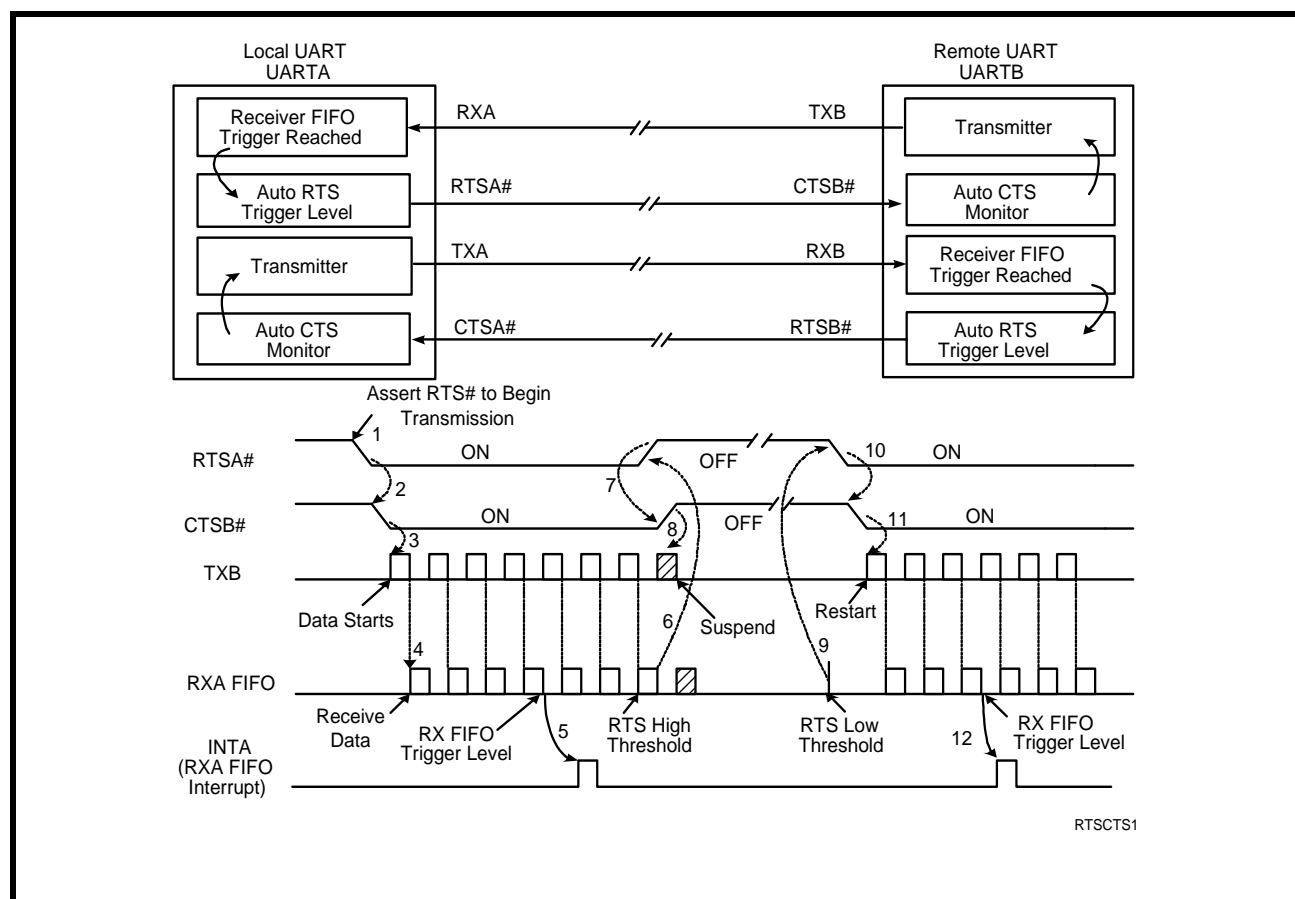 Local UART
UARTA
Remote UART
UARTB
Receiver FIFO
Trigger Reached
RXA
TXB
Transmitter
Auto RTS
Trigger Level
RTSA#
CTSB#
Auto CTS
Monitor
Transmitter
TXA
RXB
Receiver FIFO
Trigger Reached
Auto CTS
Monitor
CTSA#
RTSB#
Auto RTS
Trigger Level
Assert RTS# to Begin
Transmission
RTSA#
1
ON
OFF
10
ON
2
7
CTSB#
ON
OFF
11
ON
3
8
TXB
Data Starts
Suspend
Restart
4
6
9
RXA FIFO
Receive
Data
RX FIFO
Trigger Level
5
RTS High
Threshold
RTS Low
Threshold
12
RX FIFO
Trigger Level
INTA
(RXA FIFO
Interrupt)
RTSCTS1